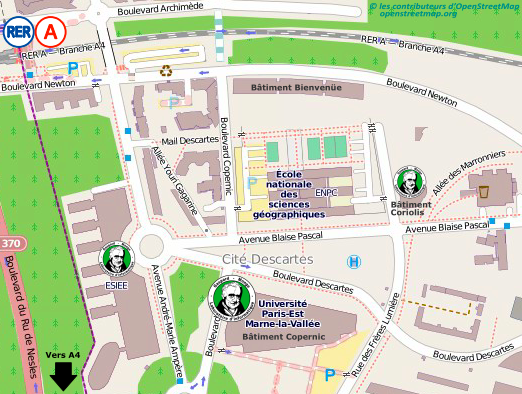 © les contributeurs d'OpenStreetMap
openstreetmap.org
Boulevard Archimède
RER
A
RER A — Branche A4
RER A — Branche A4
P
Boulevard Newton
Bâtiment Bienvenüe
Boulevard Newton
P
Mail Descartes
Allée Youri Gagarine
Boulevard Copernic
P
École
nationale
des
sciences
géographiques
ENPC
Allée des Marronniers
Bâtiment
Coriolis
Avenue Blaise Pascal
Avenue Blaise Pascal
370
Boulevard du Ru de Nesles
ESIEE
Cité Descartes
H
Boulevard Descartes
Avenue André-Marie Ampère
Université
Paris-Est
Marne-la-Vallée
Bâtiment Copernic
Boulevard
Rue des Frères Lumière
Boulevard Descartes
P
Vers A4